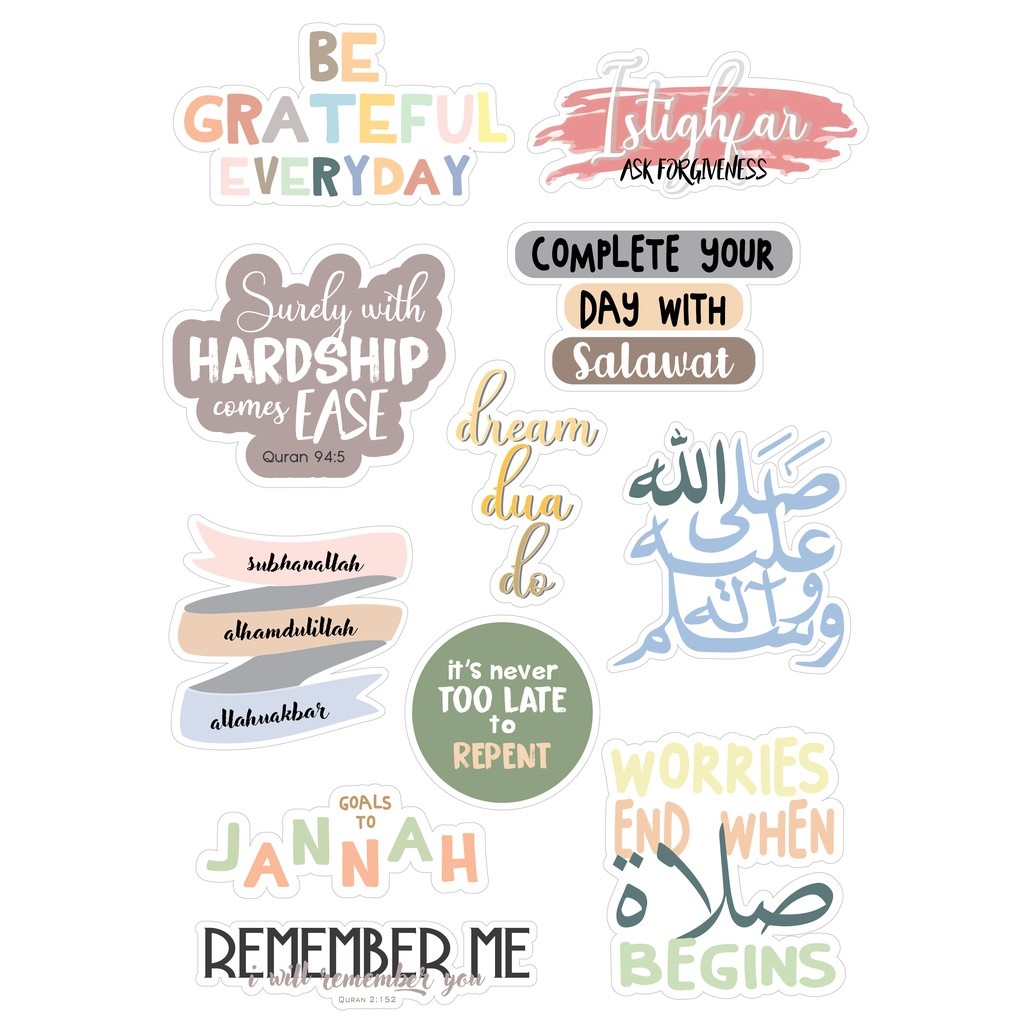 BE
GRATEFUL
EVERYDAY
Istighfar
ASK FORGIVENESS
COMPLETE YOUR
DAY WITH
Salawat
Surely with
HARDSHIP
comes EASE
Quran 94:5
dream
dua
do
صلى الله
عليه
وآله
وسلم
subhanallah
alhamdulillah
allahuakbar
it's never
TOO LATE
to
REPENT
WORRIES
END WHEN
صلاة
BEGINS
GOALS
TO
JANNAH
REMEMBER ME
i will remember you
QURAN 2:152